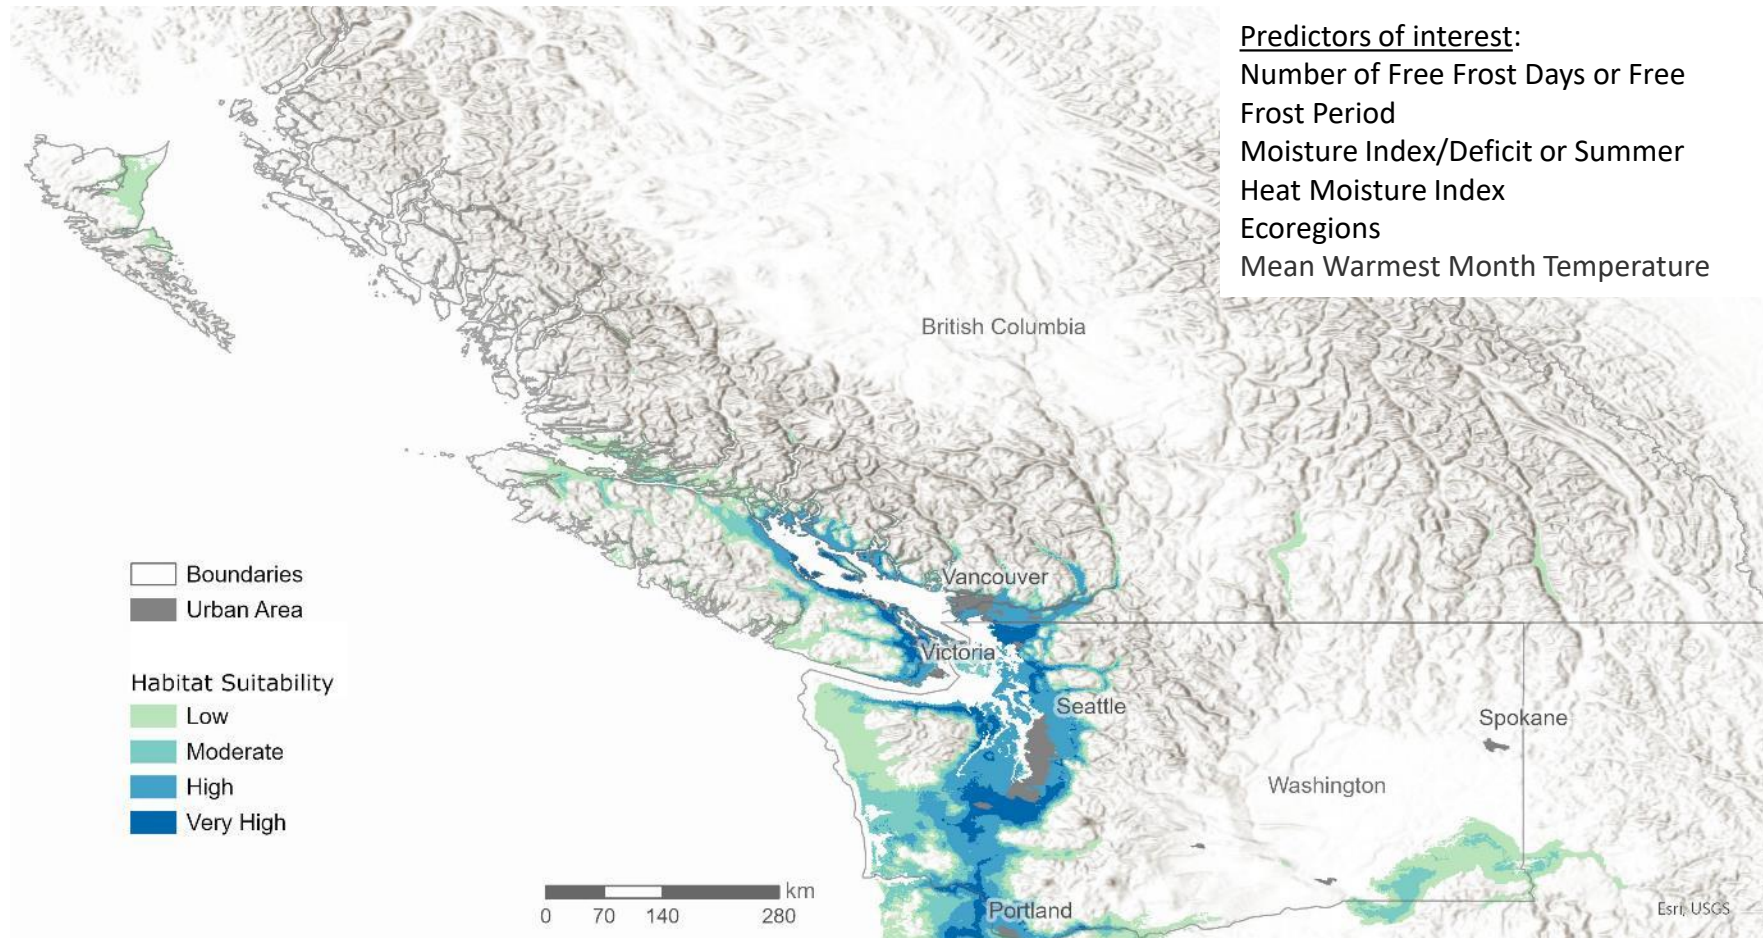 Predictors of interest:
Number of Free Frost Days or Free
Frost Period
Moisture Index/Deficit or Summer
Heat Moisture Index
Ecoregions
Mean Warmest Month Temperature
British Columbia
Vancouver
Victoria
Seattle
Spokane
Washington
Portland
Boundaries
Urban Area
Habitat Suitability
Low
Moderate
High
Very High
km
0 70 140 280
Esri, USGS